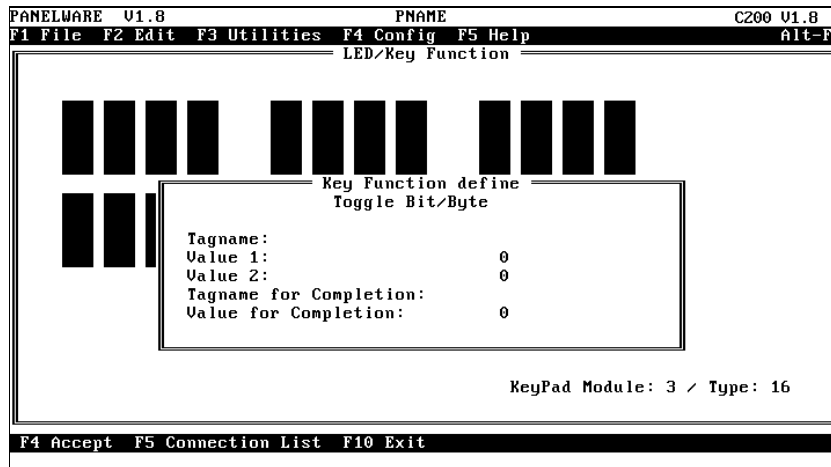 PANELWARE V1.8 PNAME C200 V1.8
F1 File F2 Edit F3 Utilities F4 Config F5 Help Alt-F
LED/Key Function
Key Function define
Toggle Bit/Byte
Tagname:
Value 1: 0
Value 2: 0
Tagname for Completion:
Value for Completion: 0
KeyPad Module: 3 / Type: 16
F4 Accept F5 Connection List F10 Exit